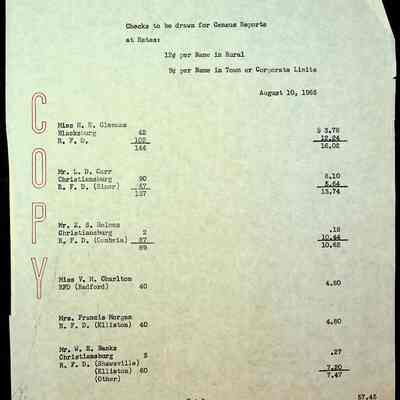 Checks to be drawn for Census Reports
at Rates:
12¢ per Name in Rural
9¢ per Name in Town or Corporate Limits
August 10, 1965
COPY
Miss
Blacksburg 42 $ 3.78
R. F. D. 102 12.24
144 16.02
Mr. L. D. Carr
Christiansburg 90 8.10
R. F. D. 47 5.64
137 13.74
Mr. Z. S. Holmes
Christiansburg 2 .18
R. F. D. (Cambria) 87 10.44
89 10.62
Miss V. M. Charlton
RFD (Radford) 40 4.80
Mrs. Francis Morgan
R. F. D. (Elliston) 40 4.80
Mr. W. E. Banks
Christiansburg 3 .27
R. F. D. (Shawsville)
(Elliston) 60 7.20
(Other) 7.47
57.45